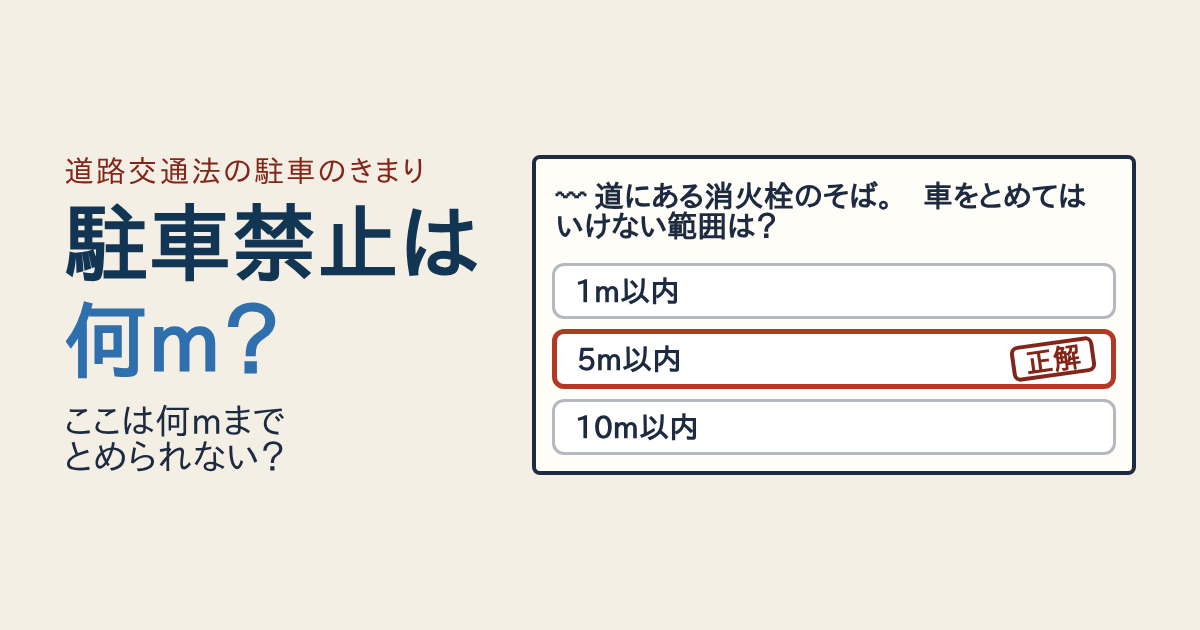 道路交通法の駐車のきまり
駐車禁止は
何m?
ここは何mまで
とめられない?
〰 道にある消火栓のそば。　車をとめては
いけない範囲は?
1m以内
5m以内
正解
10m以内